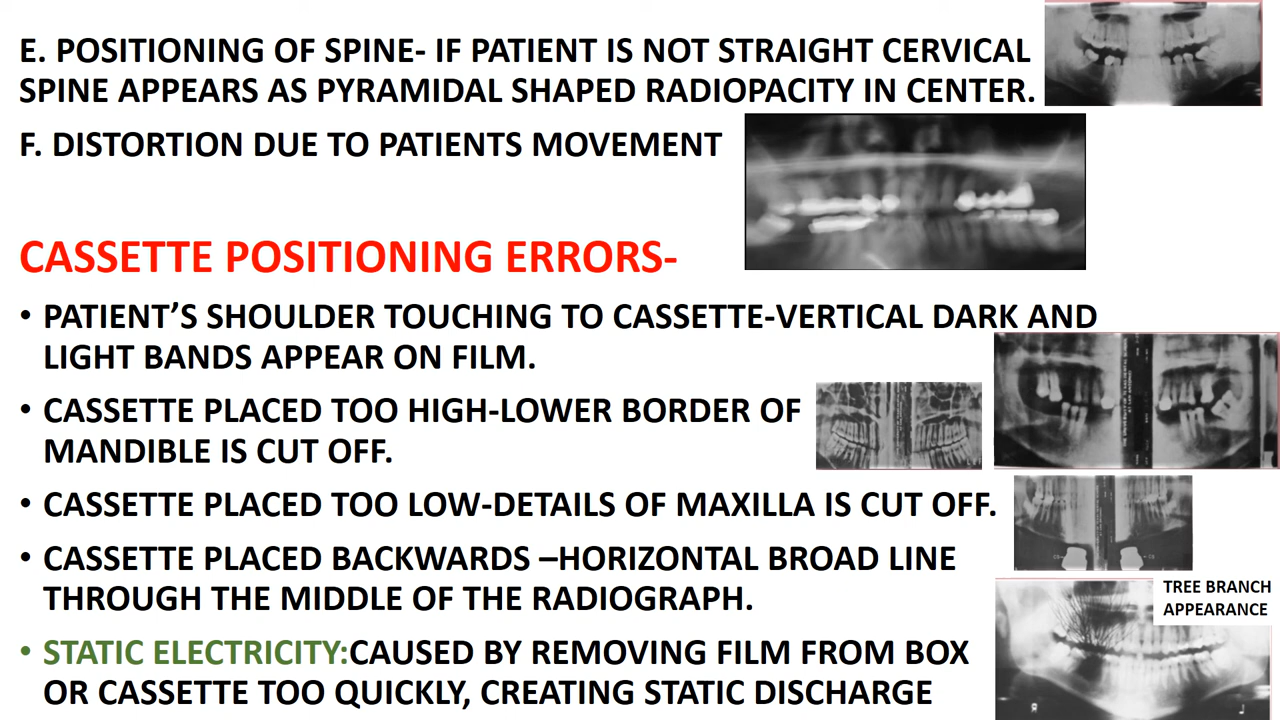 E. POSITIONING OF SPINE- IF PATIENT IS NOT STRAIGHT CERVICAL
SPINE APPEARS AS PYRAMIDAL SHAPED RADIOPACITY IN CENTER.
F. DISTORTION DUE TO PATIENTS MOVEMENT
CASSETTE POSITIONING ERRORS-
• PATIENT’S SHOULDER TOUCHING TO CASSETTE-VERTICAL DARK AND
LIGHT BANDS APPEAR ON FILM.
• CASSETTE PLACED TOO HIGH-LOWER BORDER OF
MANDIBLE IS CUT OFF.
• CASSETTE PLACED TOO LOW-DETAILS OF MAXILLA IS CUT OFF.
• CASSETTE PLACED BACKWARDS –HORIZONTAL BROAD LINE
THROUGH THE MIDDLE OF THE RADIOGRAPH.
TREE BRANCH
APPEARANCE
• STATIC ELECTRICITY:CAUSED BY REMOVING FILM FROM BOX
OR CASSETTE TOO QUICKLY, CREATING STATIC DISCHARGE